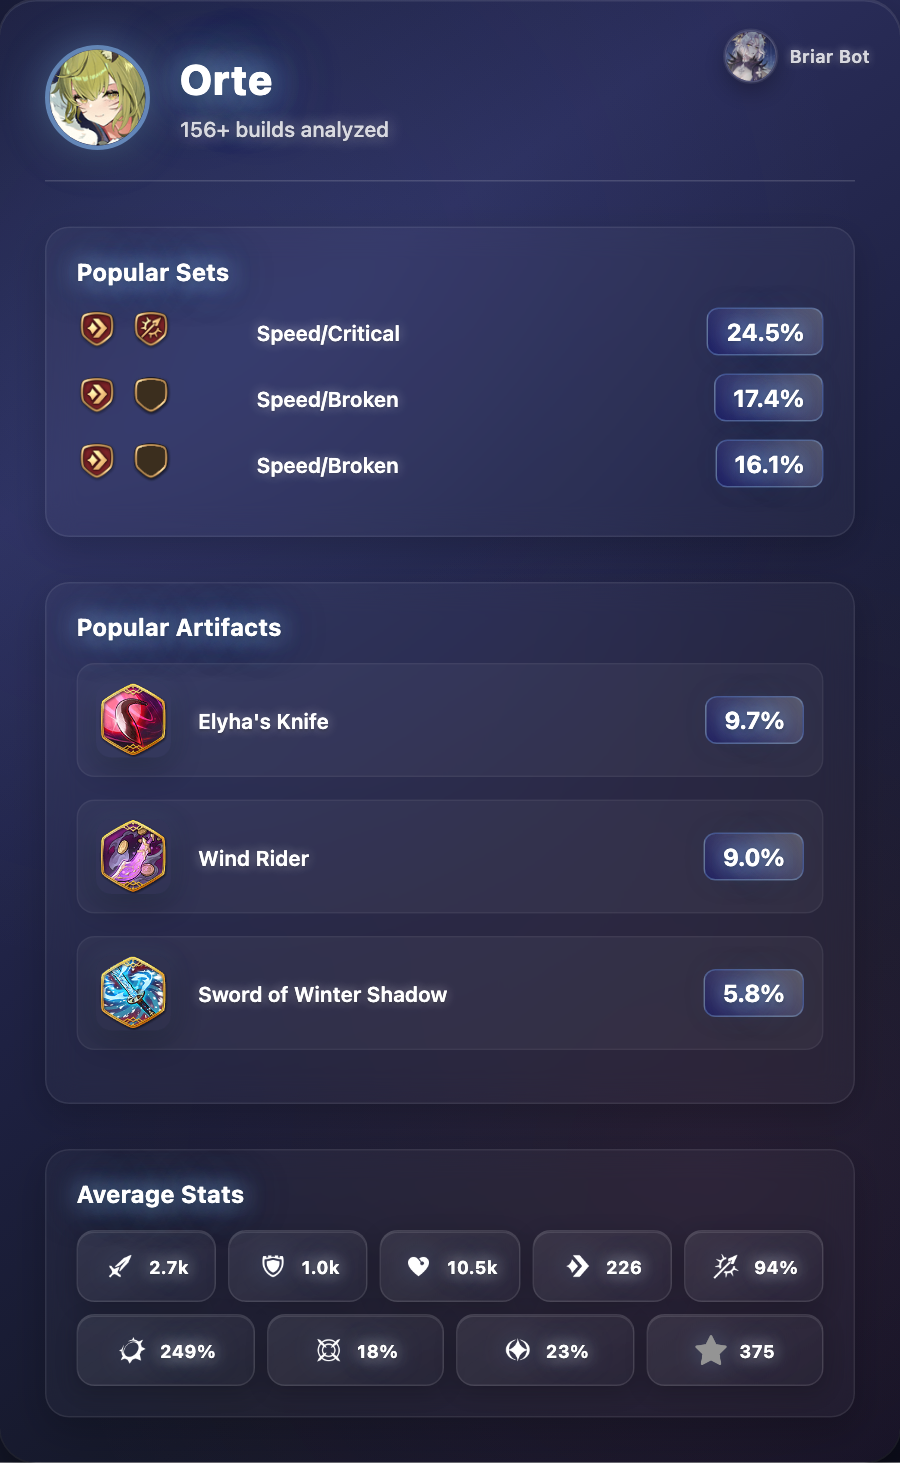 Orte
156+ builds analyzed
Briar Bot
Popular Sets
Speed/Critical
24.5%
Speed/Broken
17.4%
Speed/Broken
16.1%
Popular Artifacts
Elyha's Knife
9.7%
Wind Rider
9.0%
Sword of Winter Shadow
5.8%
Average Stats
2.7k 1.0k 10.5k 226 94%
249% 18% 23% 375